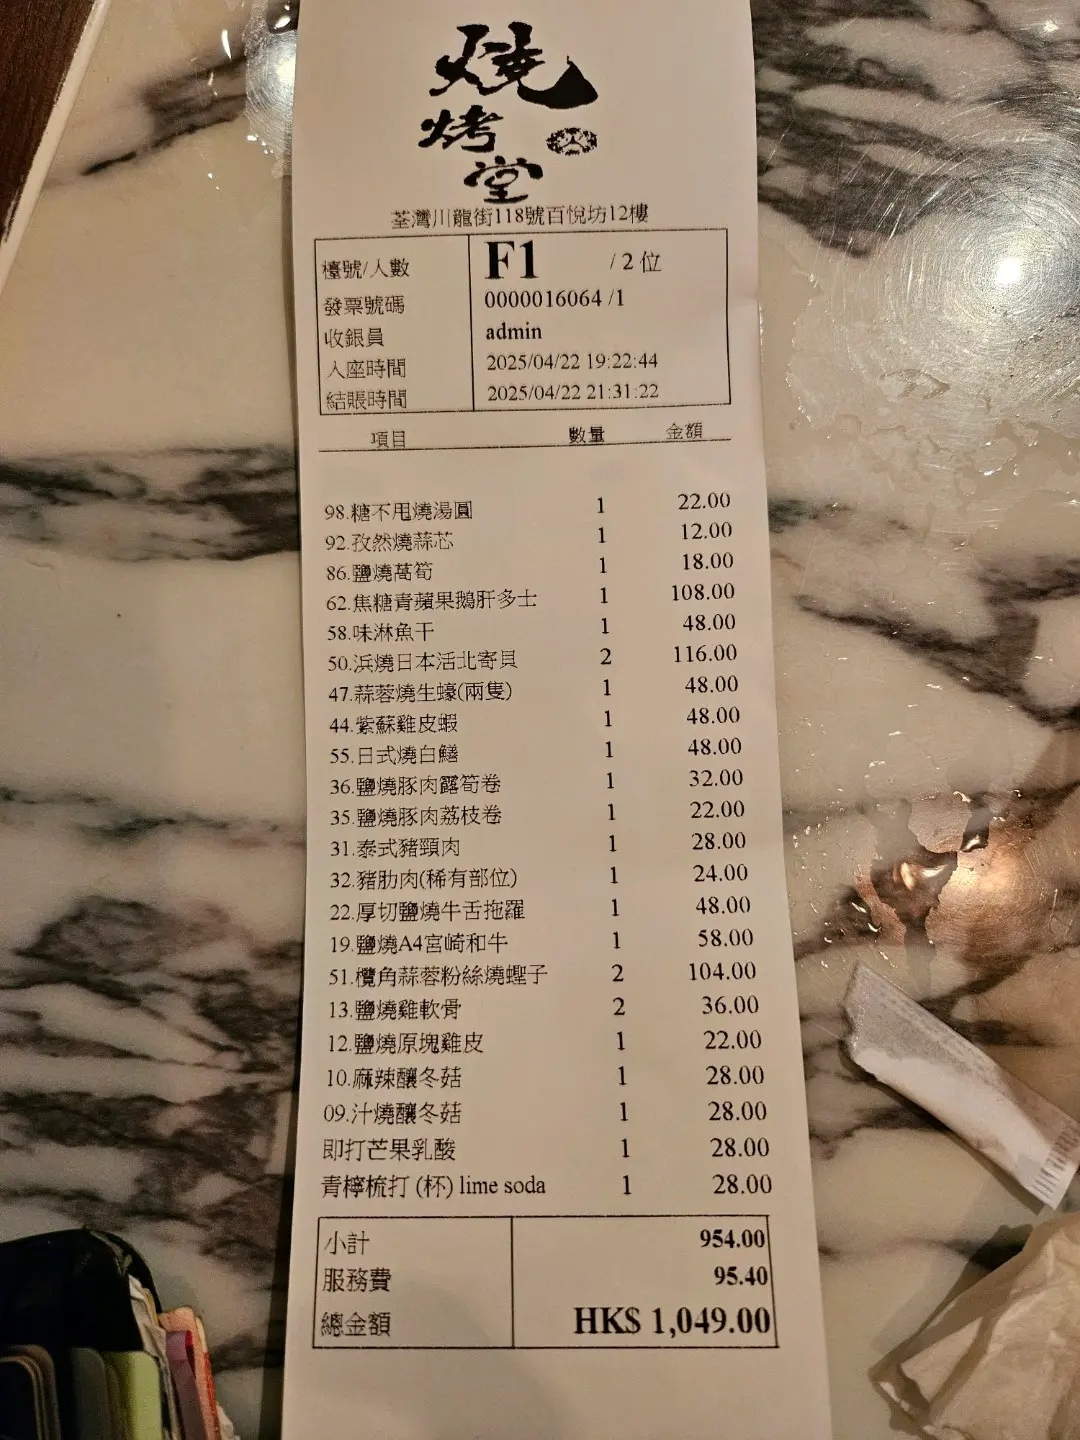 燒
烤
堂
荃灣川龍街118號百悅坊12樓
檯號/人數 F1 / 2 位
發票號碼 0000016064 /1
收銀員 admin
入座時間 2025/04/22 19:22:44
結賬時間 2025/04/22 21:31:22
項目 數量 金額
98.糖不甩燒湯圓 1 22.00
92.孜然燒蒜芯 1 12.00
86.鹽燒萵筍 1 18.00
62.焦糖青蘋果鵝肝多士 1 108.00
58.味淋魚干 1 48.00
50.浜燒日本活北寄貝 2 116.00
47.蒜蓉燒生蠔(兩隻) 1 48.00
44.紫蘇雞皮蝦 1 48.00
55.日式燒白鱔 1 48.00
36.鹽燒豚肉露筍卷 1 32.00
35.鹽燒豚肉荔枝卷 1 22.00
31.泰式豬頸肉 1 28.00
32.豬肋肉(稀有部位) 1 24.00
22.厚切鹽燒牛舌拖羅 1 48.00
19.鹽燒A4宮崎和牛 1 58.00
51.欖角蒜蓉粉絲燒蟶子 2 104.00
13.鹽燒雞軟骨 2 36.00
12.鹽燒原塊雞皮 1 22.00
10.麻辣釀冬菇 1 28.00
09.汁燒釀冬菇 1 28.00
即打芒果乳酸 1 28.00
青檸梳打 (杯) lime soda 1 28.00
小計 954.00
服務費 95.40
總金額 HK$ 1,049.00